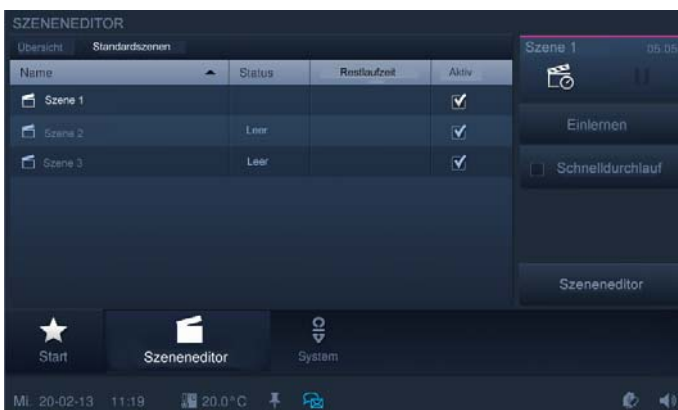 SZENENEDITOR
Übersicht Standardszenen
Name Status Restlaufzeit Aktiv
Szene 1
Szene 2 Leer
Szene 3 Leer
Szene 1 05.05
Einlernen
Schnelldurchlauf
Szeneneditor
Start Szeneneditor System
Mi. 20-02-13 11:19 20.0°C